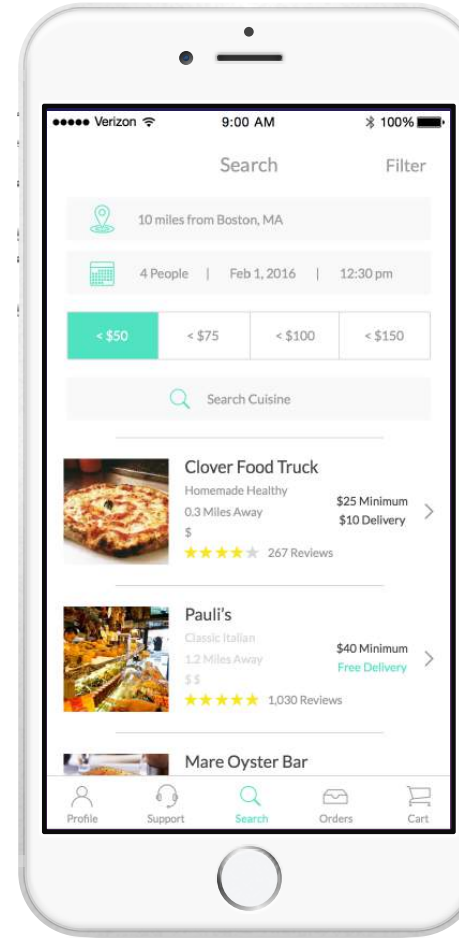 Verizon 9:00 AM 100%
Search Filter
10 miles from Boston, MA
4 People | Feb 1, 2016 | 12:30 pm
< $50 < $75 < $100 < $150
Search Cuisine
Clover Food Truck
Homemade Healthy
0.3 Miles Away
$25 Minimum
$10 Delivery
$
267 Reviews
Pauli's
Classic Italian
1.2 Miles Away
$40 Minimum
Free Delivery
$$
1,030 Reviews
Mare Oyster Bar
Profile Support Search Orders Cart